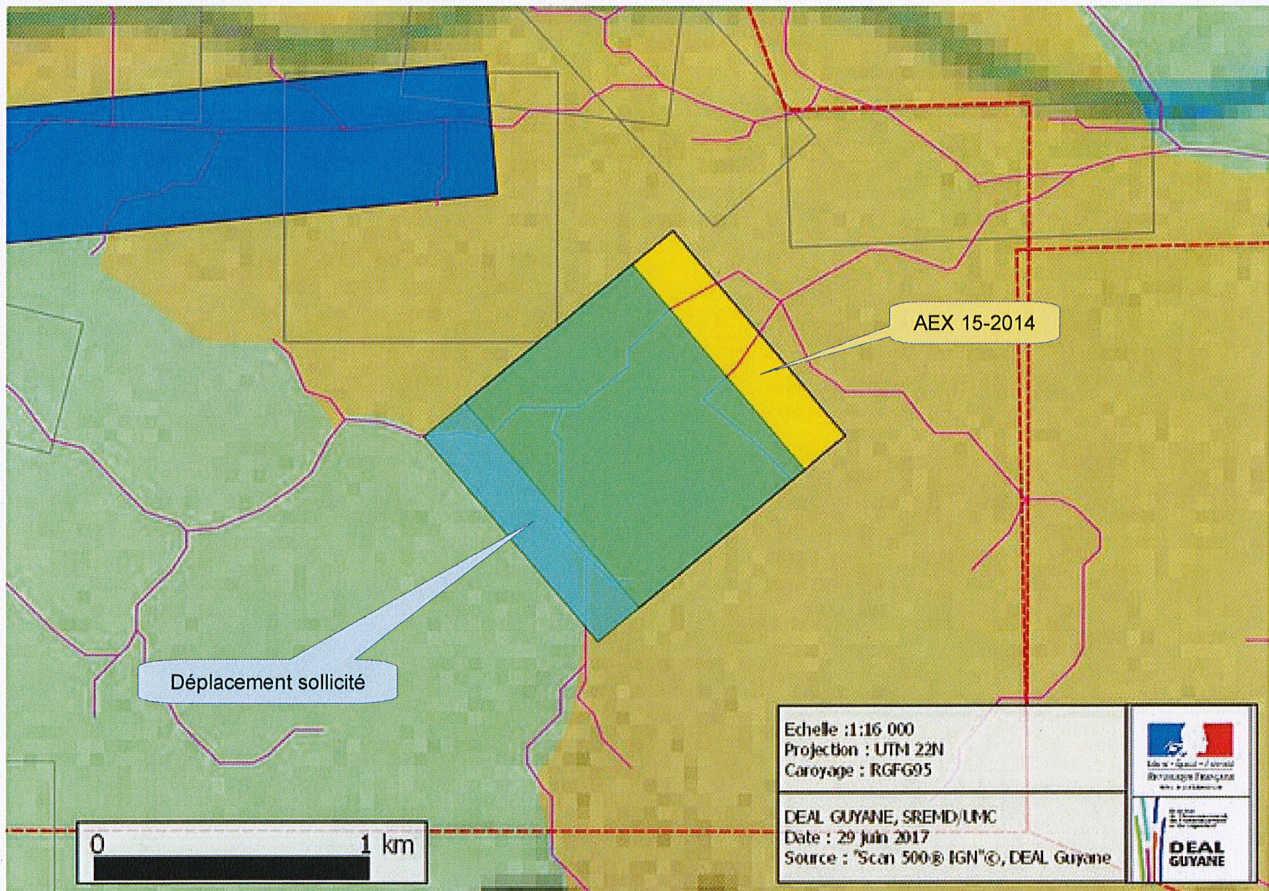 AEX 15-2014
Déplacement sollicité
Echelle :1:16 000
Projection : UTM 22N
Caroyage : RGFG95
DEAL GUYANE, SREMD/UMC
Date : 29 juin 2017
Source : "Scan 500® IGN"©, DEAL Guyane
0 1 km
DEAL
GUYANE